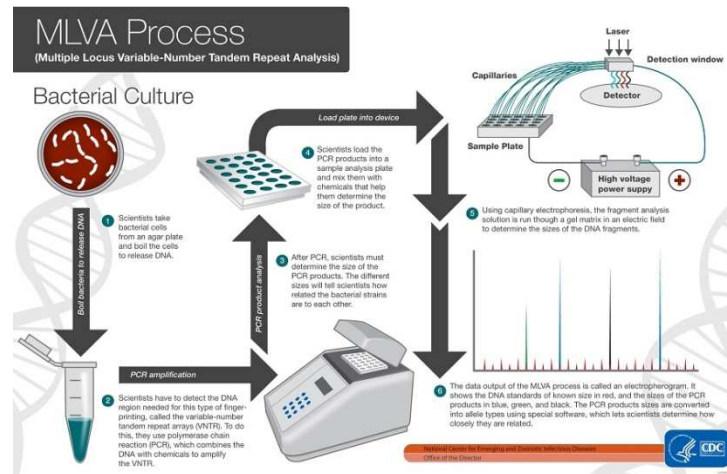 MLVA Process
(Multiple Locus Variable-Number Tandem Repeat Analysis)
Bacterial Culture
Boil bacteria to release DNA
1
Scientists take
bacterial cells
from an agar plate
and boil the cells
to release DNA.
PCR amplification
2
Scientists have to detect the DNA
region needed for this type of finger-
printing, called the variable-number
tandem repeat arrays (VNTR). To do
this, they use polymerase chain
reaction (PCR), which combines the
DNA with chemicals to amplify
the VNTR.
PCR product analysis
3
After PCR, scientists must
determine the size of the
PCR products. The different
sizes will tell scientists how
related the bacterial strains
are to each other.
4
Scientists load the
PCR products into a
sample analysis plate
and mix them with
chemicals that help
them determine the
size of the product.
Load plate into device
Laser
Detection window
Capillaries
Detector
Sample Plate
−
High voltage
power suppy
+
5
Using capillary electophoresis, the fragment analysis
solution is run though a gel matrix in an electric field
to determine the sizes of the DNA fragments.
6
The data output of the MLVA process is called an electropherogram. It
shows the DNA standards of known size in red, and the sizes of the PCR
products in blue, green, and black. The PCR products sizes are converted
into allele types using special software, which lets scientists determine how
closely they are related.
National Center for Emerging and Zoonotic Infectious Diseases
Office of the Director
CDC